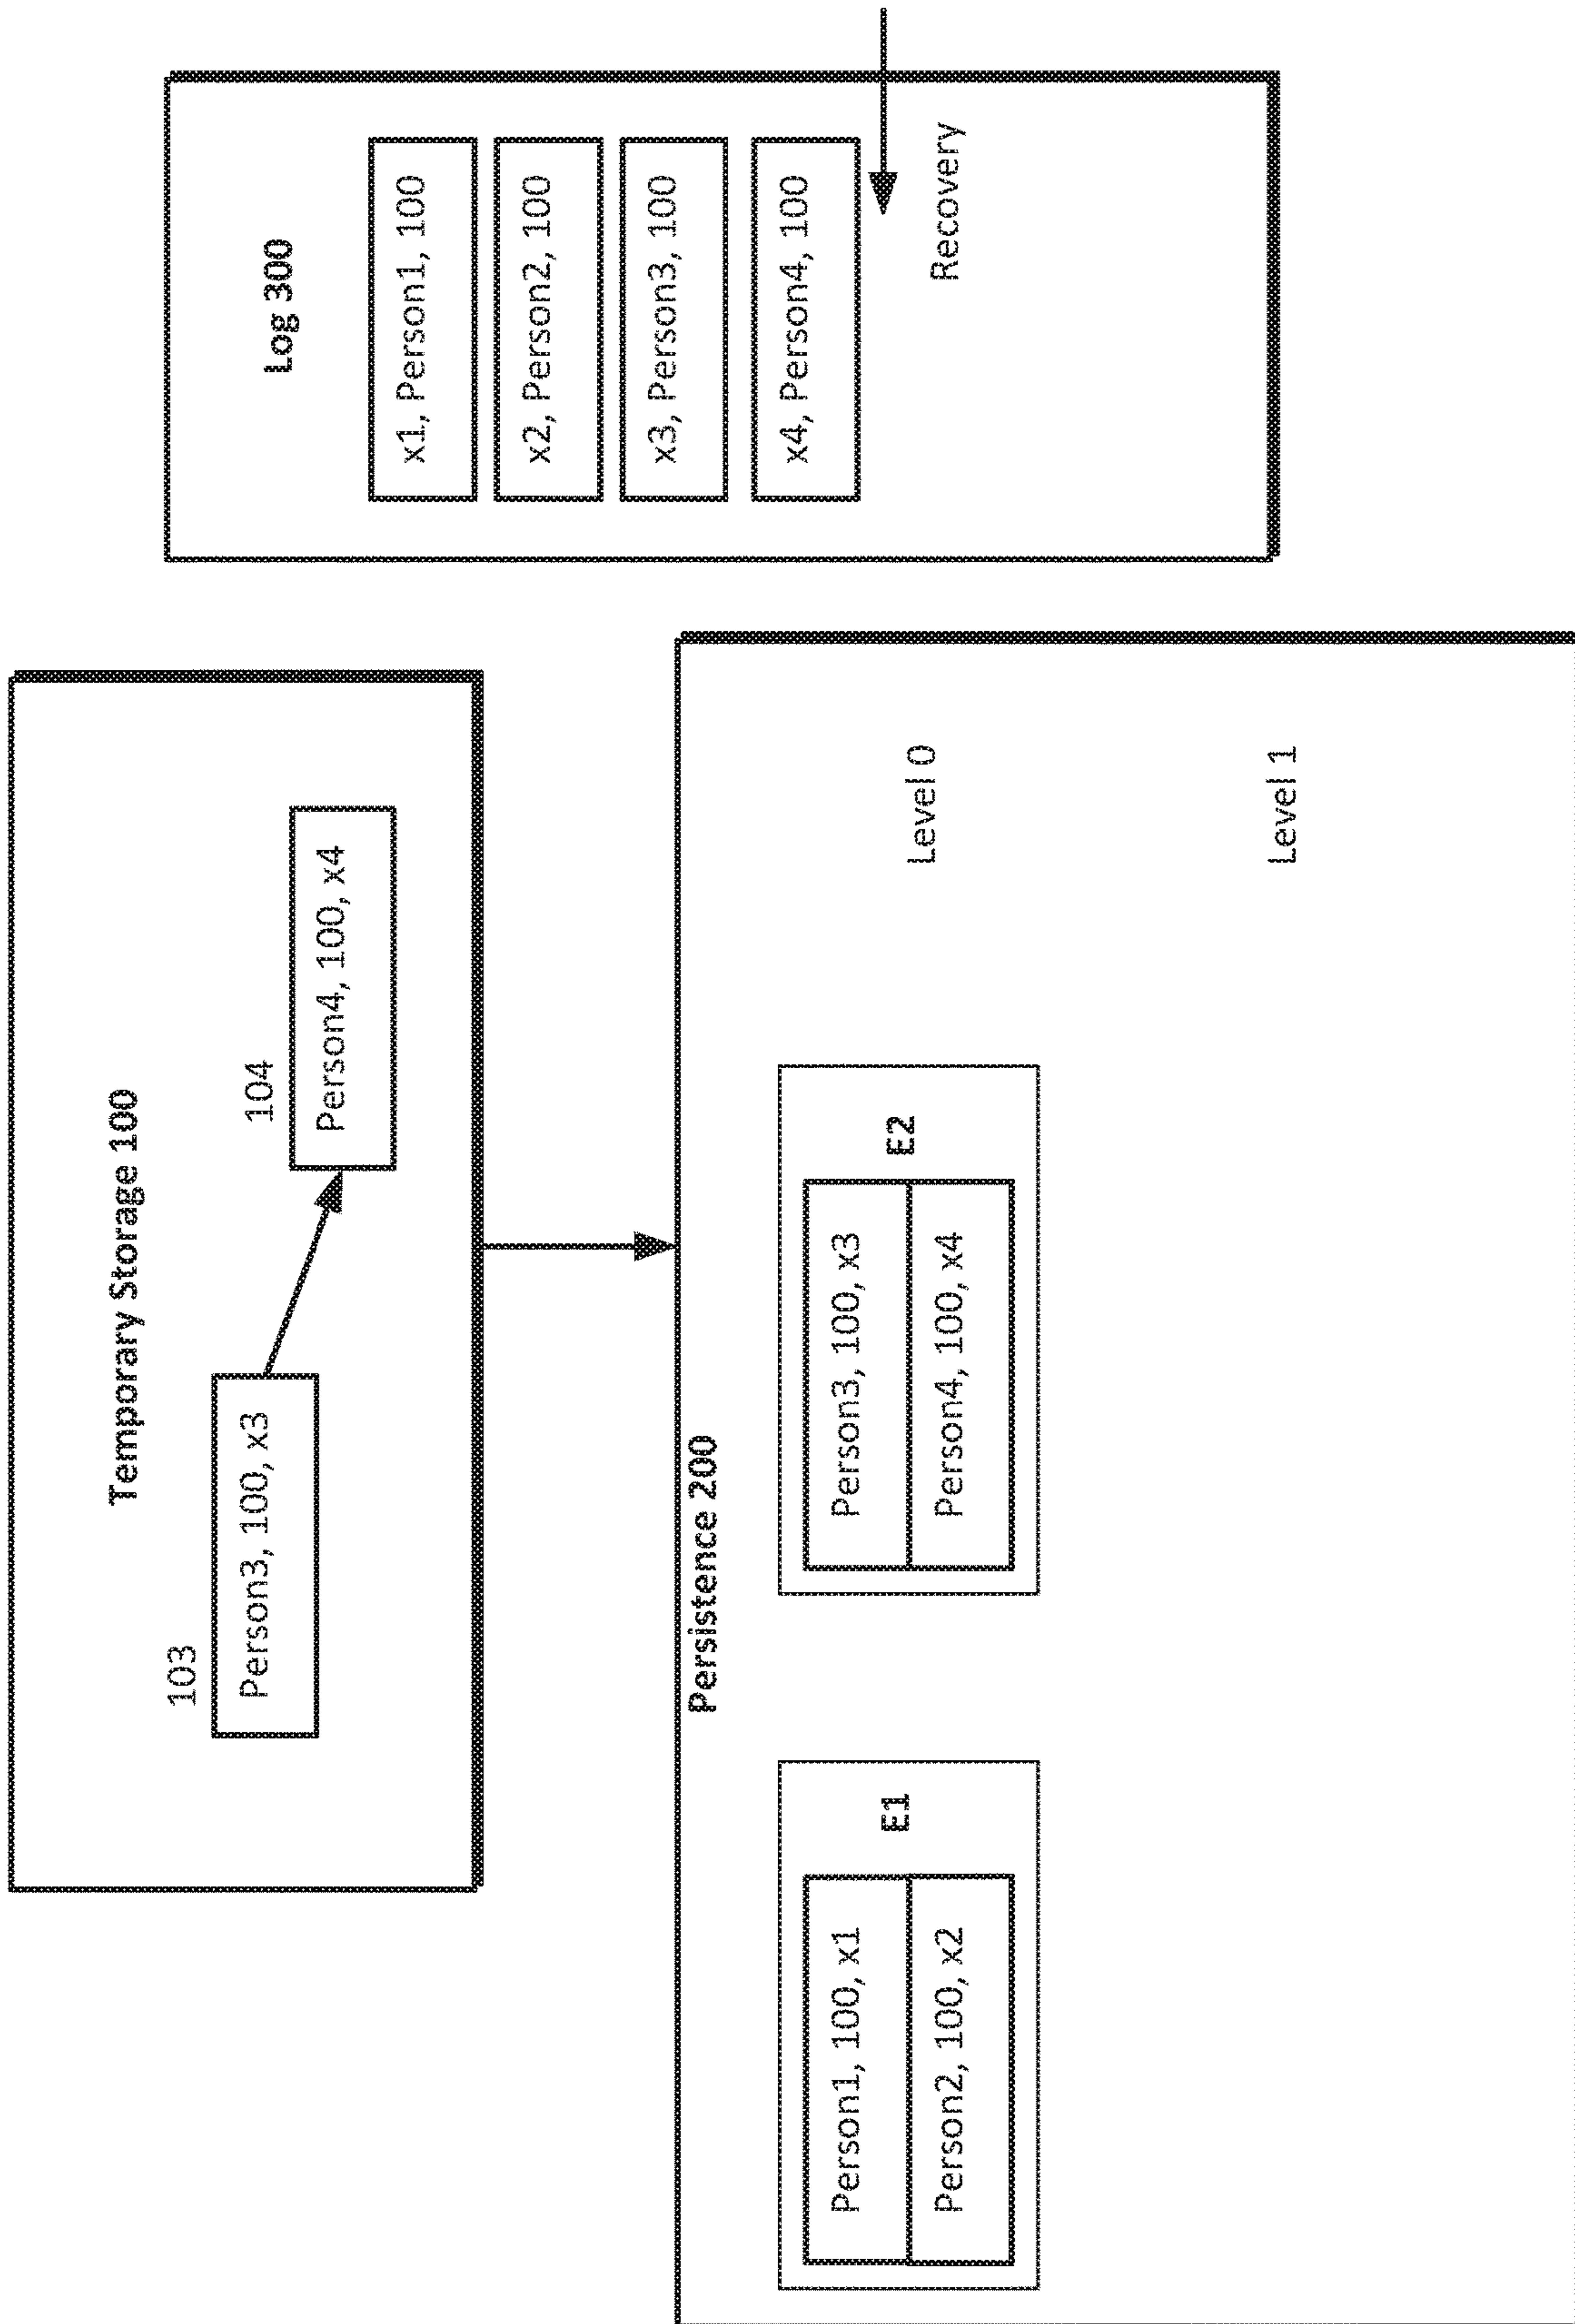 Temporary Storage 100
103
Person3, 100, x3
104
Person4, 100, x4
Log 300
x1, Person1, 100
x2, Person2, 100
x3, Person3, 100
x4, Person4, 100
Recovery
Persistence 200
E1
Person1, 100, x1
Person2, 100, x2
E2
Person3, 100, x3
Person4, 100, x4
Level 0
Level 1